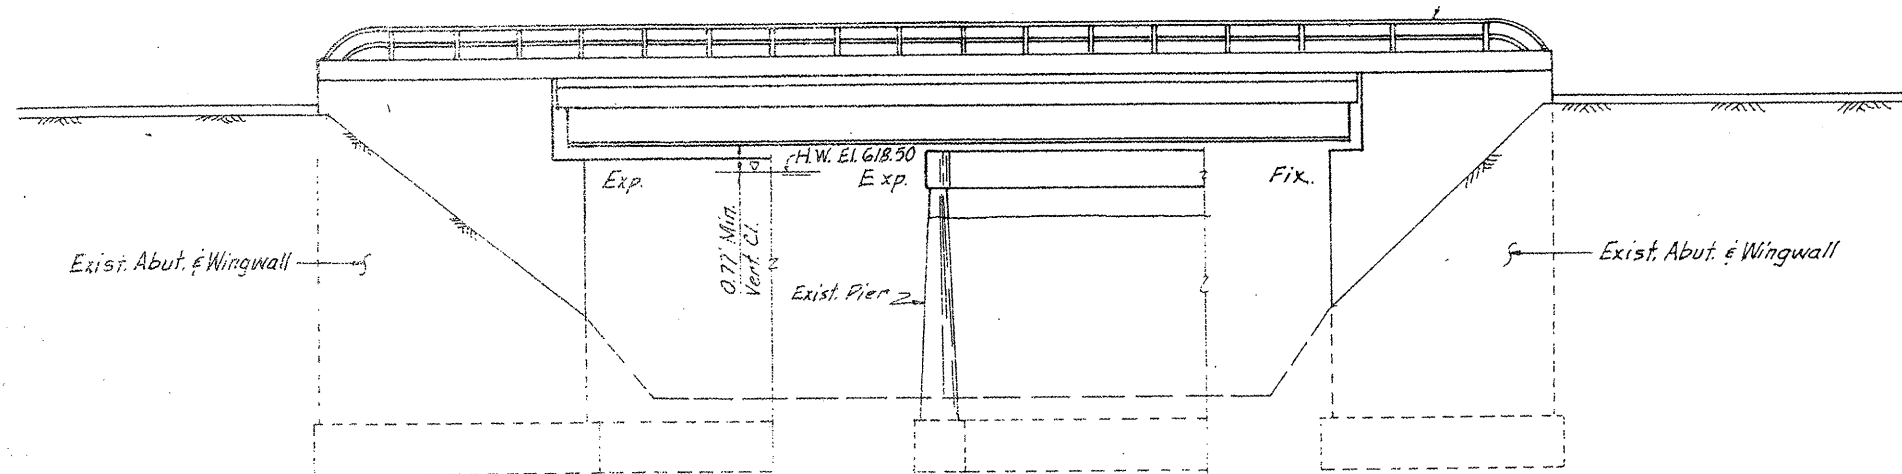 H.W. El. 618.50
Exp.
Exp.
Fix.
0.77' Min.
Vert. Cl.
Exist. Abut. & Wingwall
Exist. Pier
Exist. Abut. & Wingwall